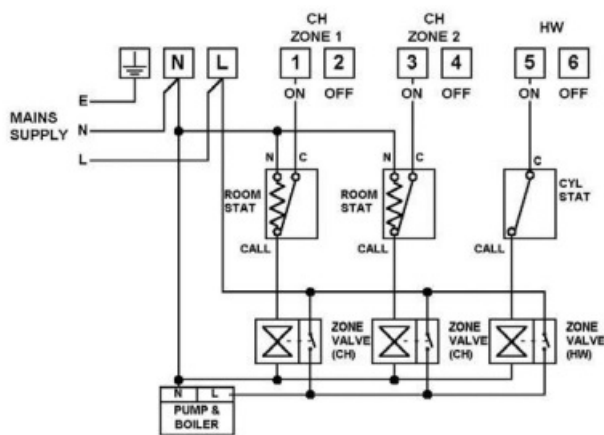 CH
ZONE 1
CH
ZONE 2
HW
N
L
1
2
3
4
5
6
ON
OFF
ON
OFF
ON
OFF
MAINS
SUPPLY
E
N
L
N
C
N
C
C
ROOM
STAT
ROOM
STAT
CYL
STAT
CALL
CALL
CALL
ZONE
VALVE
(CH)
ZONE
VALVE
(CH)
ZONE
VALVE
(HW)
N
L
PUMP &
BOILER